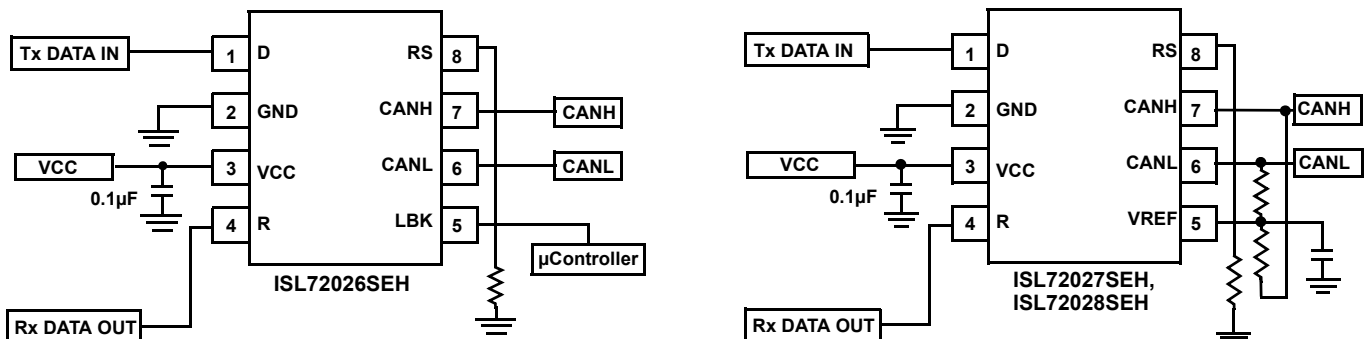 Tx DATA IN
1
D
RS
8
2
GND
CANH
7
CANH
VCC
3
VCC
CANL
6
CANL
0.1µF
4
R
LBK
5
µController
ISL72026SEH
Rx DATA OUT
Tx DATA IN
1
D
RS
8
2
GND
CANH
7
CANH
VCC
3
VCC
CANL
6
CANL
0.1µF
4
R
VREF
5
ISL72027SEH,
ISL72028SEH
Rx DATA OUT